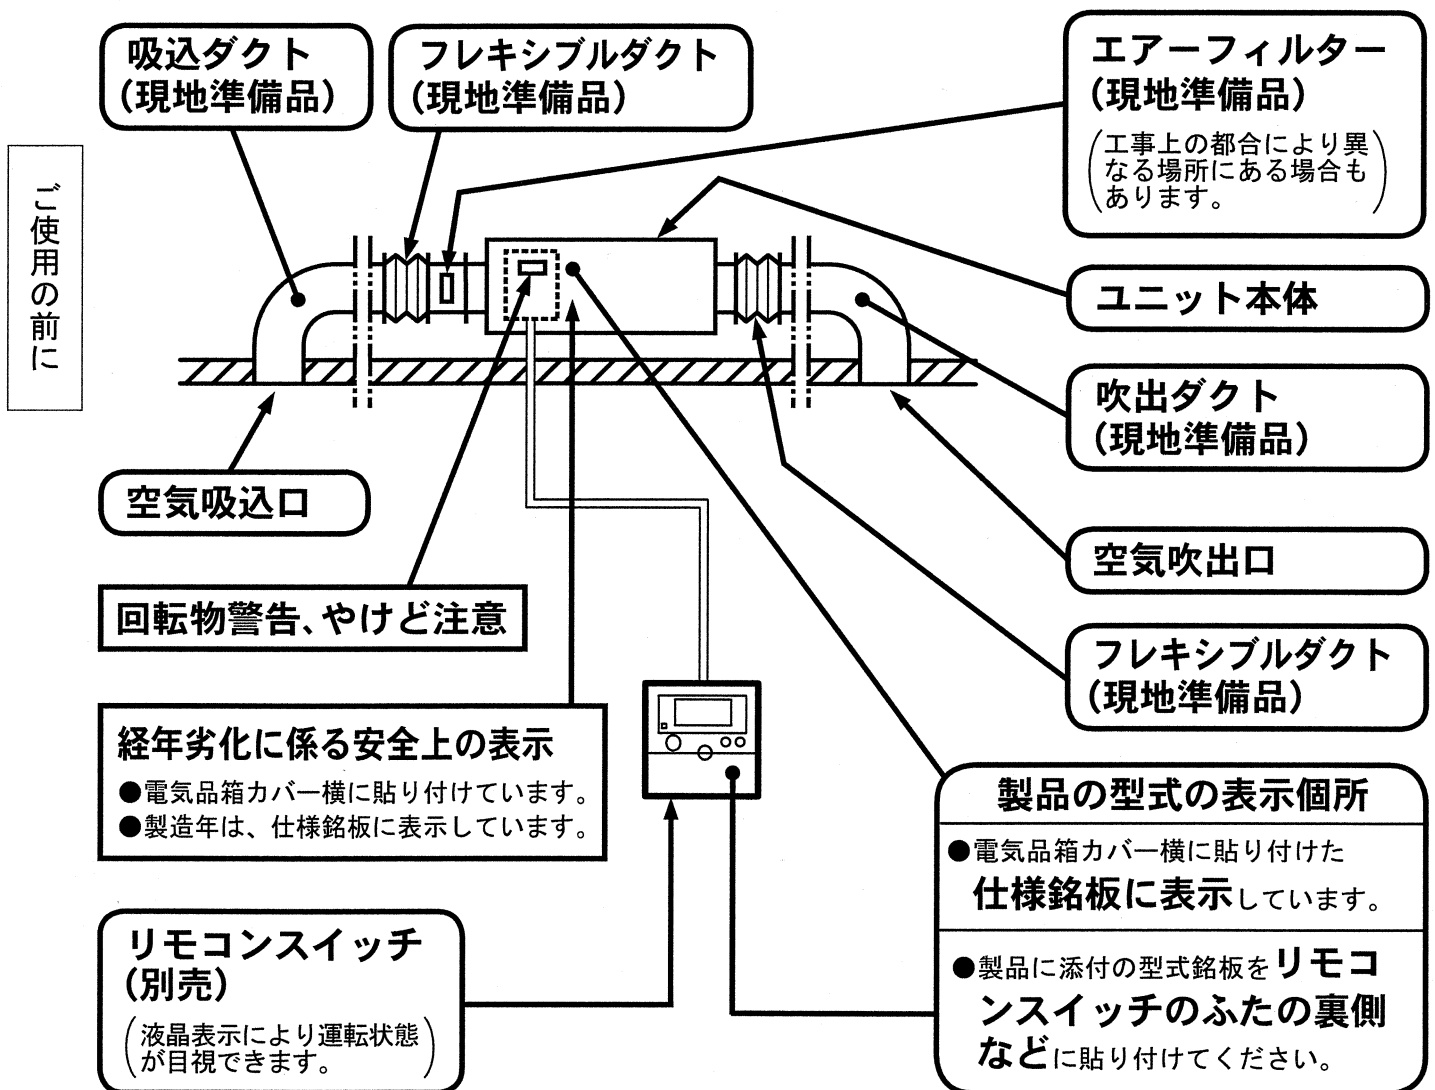 ご使用の前に
吸込ダクト
(現地準備品)
フレキシブルダクト
(現地準備品)
エアーフィルター
(現地準備品)
(工事上の都合により異
なる場所にある場合も
あります。)
ユニット本体
吹出ダクト
(現地準備品)
空気吸込口
空気吹出口
回転物警告、やけど注意
フレキシブルダクト
(現地準備品)
経年劣化に係る安全上の表示
●電気品箱カバー横に貼り付けています。
●製造年は、仕様銘板に表示しています。
製品の型式の表示個所
●電気品箱カバー横に貼り付けた
仕様銘板に表示しています。
●製品に添付の型式銘板をリモコ
ンスイッチのふたの裏側
などに貼り付けてください。
リモコンスイッチ
(別売)
(液晶表示により運転状態
が目視できます。)